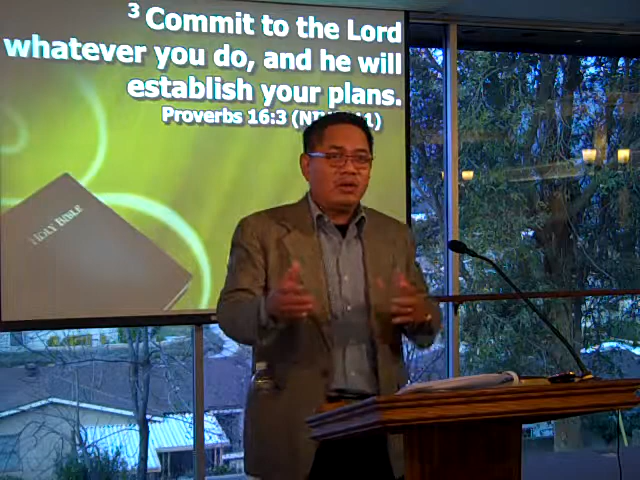 ³ Commit to the Lord
whatever you do, and he will
establish your plans.
Proverbs 16:3
HOLY BIBLE